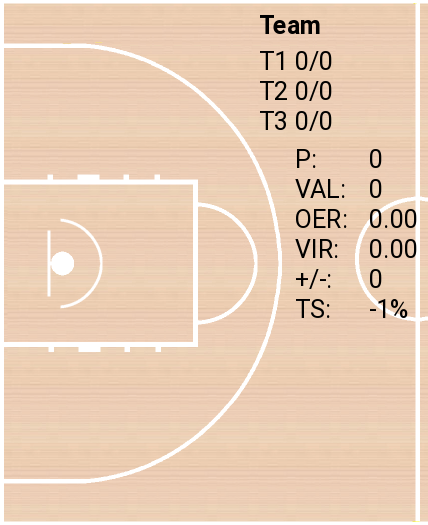 Team
T1 0/0
T2 0/0
T3 0/0
P: 0
VAL: 0
OER: 0.00
VIR: 0.00
+/-: 0
TS: -1%